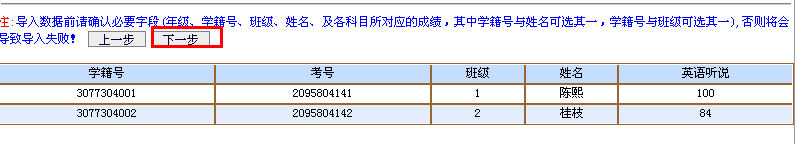 注:导入数据前请确认必要字段(年级、学籍号、班级、姓名、及各科目所对应的成绩，其中学籍号与姓名可选其一，学籍号与班级可选其一),否则将会
导致导入失败! 上一步 下一步
学籍号 考号 班级 姓名 英语听说
3077304001 2095804141 1 陈熙 100
3077304002 2095804142 2 桂枝 84